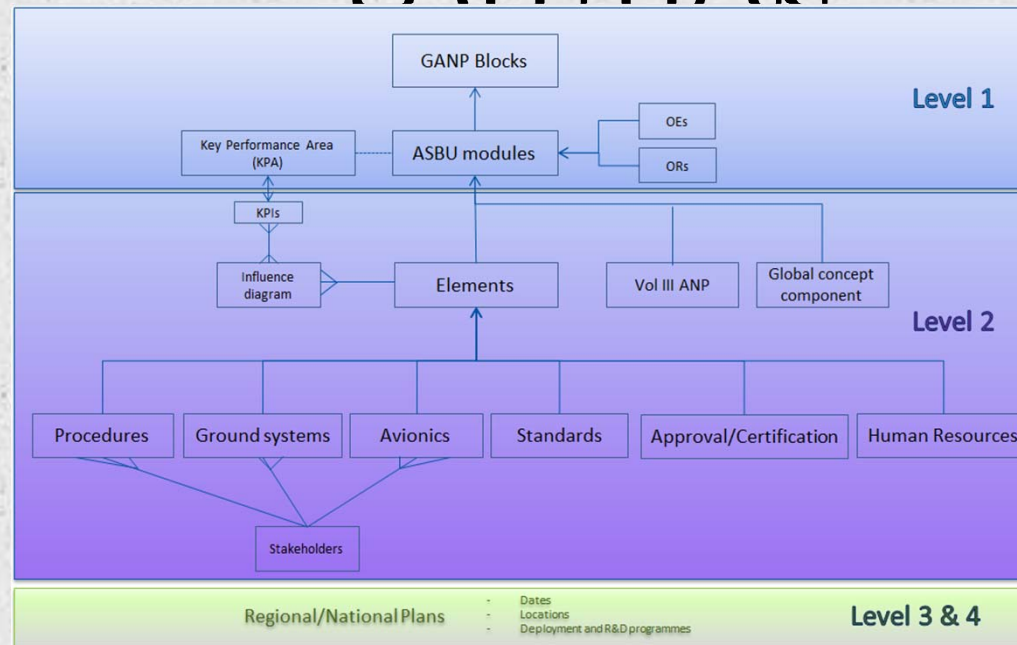 GANP Blocks
Level 1
OEs
Key Performance Area
(KPA)
ASBU modules
ORs
KPIs
Influence
diagram
Elements
Vol III ANP
Global concept
component
Level 2
Procedures
Ground systems
Avionics
Standards
Approval/Certification
Human Resources
Stakeholders
Regional/National Plans
- Dates
- Locations
- Deployment and R&D programmes
Level 3 & 4